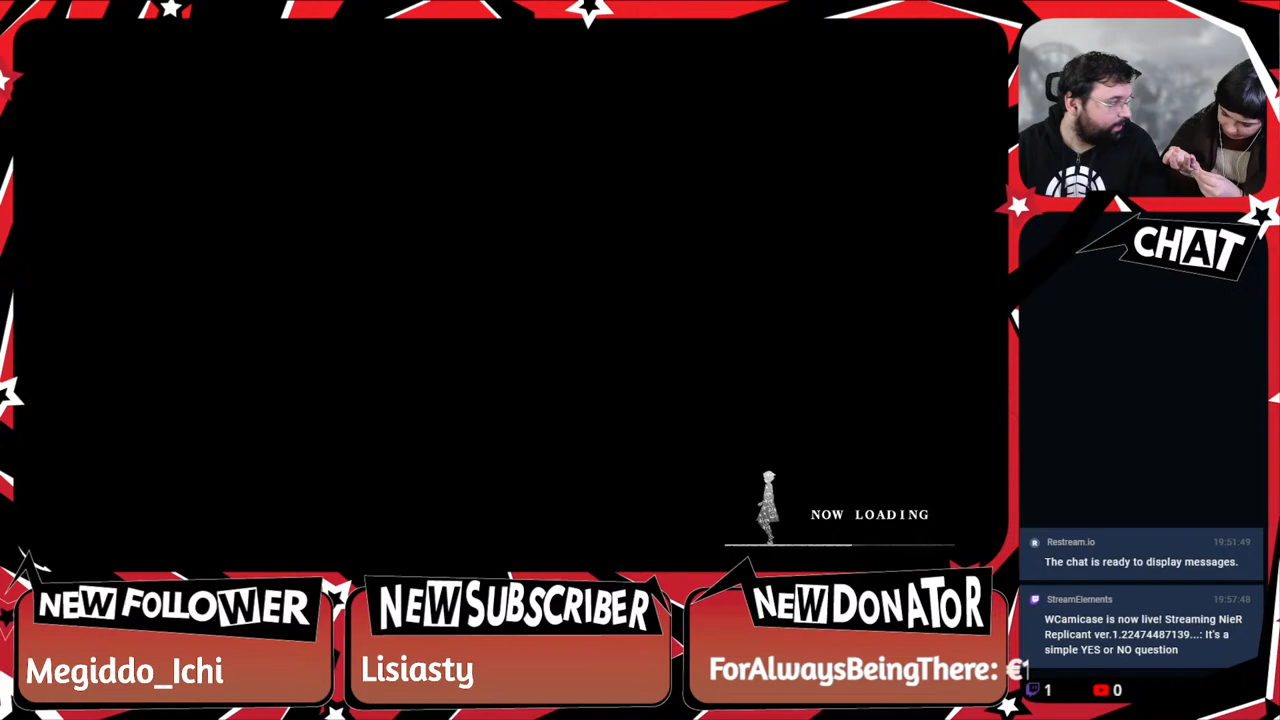 CHAT
NOW LOADING
Restream.io 19:51:49
The chat is ready to display messages.
StreamElements 19:57:48
WCamicase is now live! Streaming NieR
Replicant ver.1.22474487139...: It's a
simple YES or NO question
1 0
NEW FOLLOWER
Megiddo_Ichi
NEW SUBSCRIBER
Lisiasty
NEW DONATOR
ForAlwaysBeingThere: €1